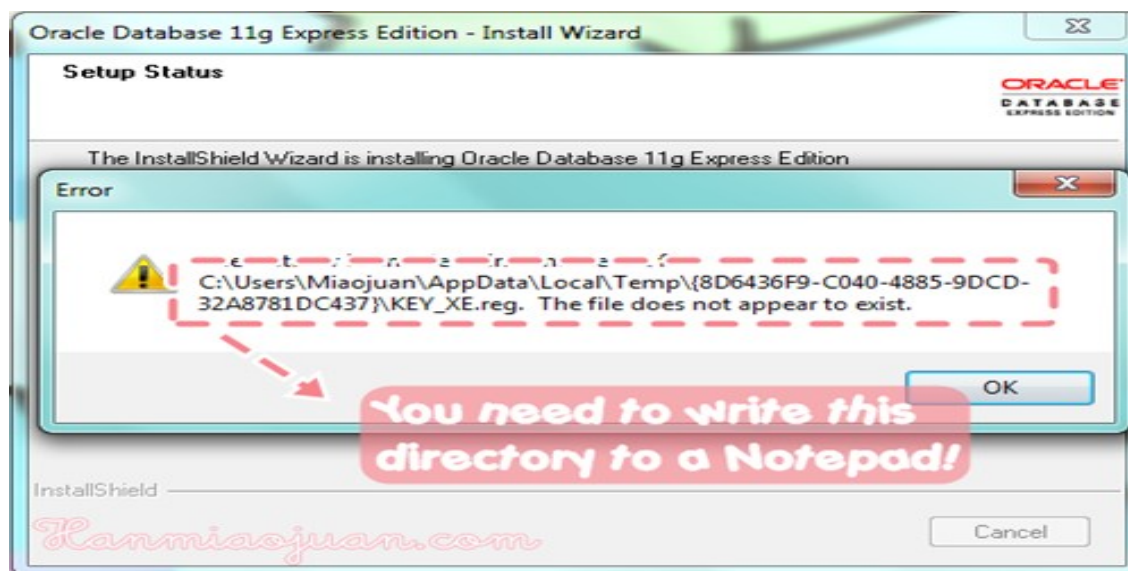 Oracle Database 11g Express Edition - Install Wizard
Setup Status
ORACLE
DATABASE
EXPRESS EDITION
The InstallShield Wizard is installing Oracle Database 11g Express Edition
Error
C:\Users\Miaojuan\AppData\Local\Temp\{8D6436F9-C040-4885-9DCD-
32A8781DC437}\KEY_XE.reg. The file does not appear to exist.
OK
You need to write this
directory to a Notepad!
InstallShield
Hanmiaojuan.com
Cancel